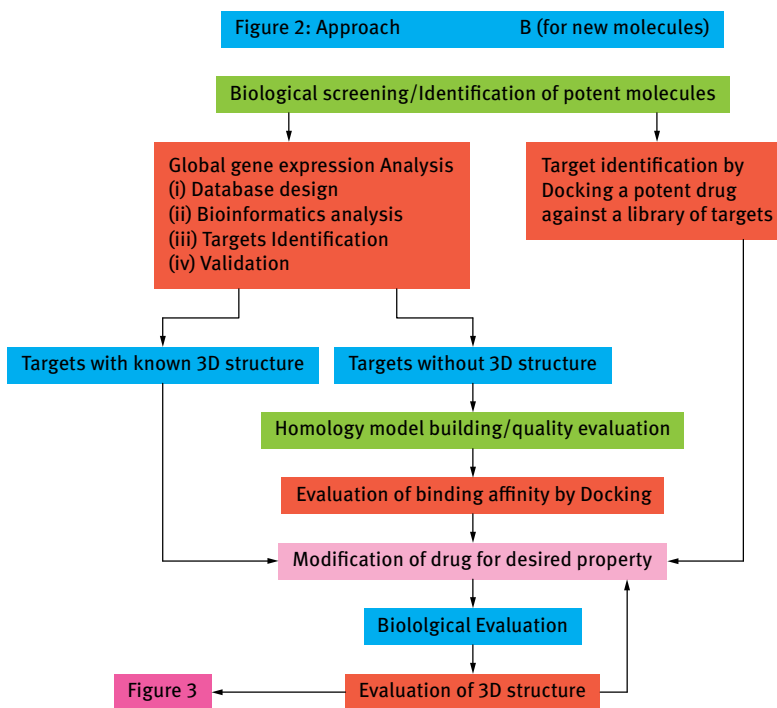 Figure 2: Approach B (for new molecules)
Biological screening/Identification of potent molecules
Global gene expression Analysis
(i) Database design
(ii) Bioinformatics analysis
(iii) Targets Identification
(iv) Validation
Target identification by
Docking a potent drug
against a library of targets
Targets with known 3D structure
Targets without 3D structure
Homology model building/quality evaluation
Evaluation of binding affinity by Docking
Modification of drug for desired property
Biololgical Evaluation
Figure 3
Evaluation of 3D structure